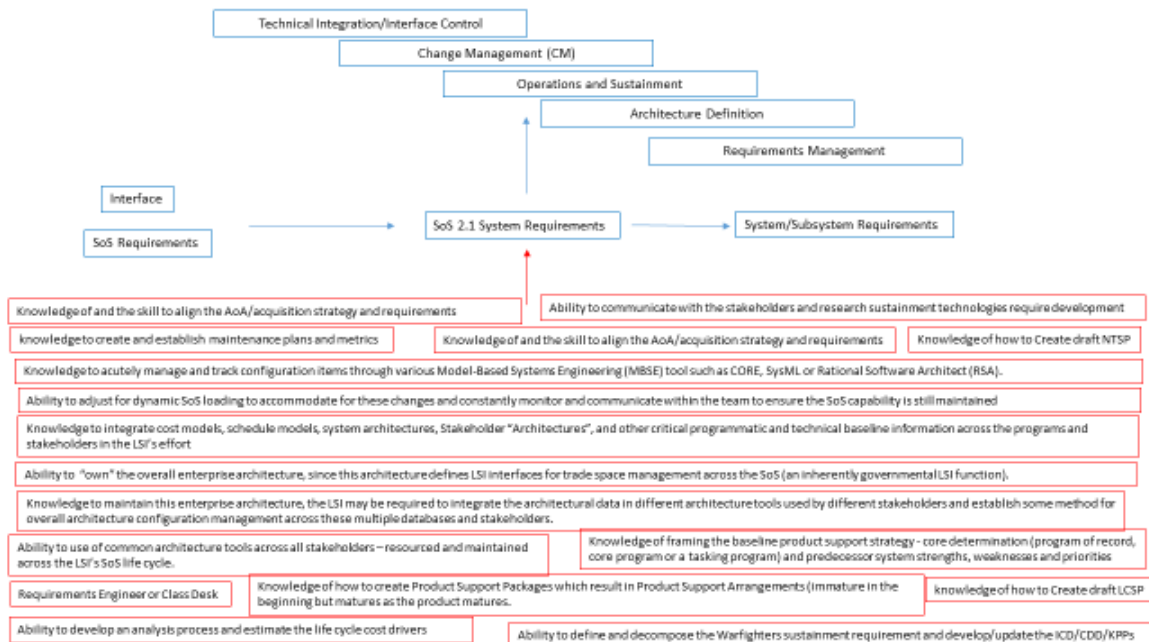 Technical Integration/Interface Control
Change Management (CM)
Operations and Sustainment
Architecture Definition
Requirements Management
Interface
SoS Requirements
SoS 2.1 System Requirements
System/Subsystem Requirements
Knowledge of and the skill to align the AoA/acquisition strategy and requirements
Ability to communicate with the stakeholders and research sustainment technologies require development
knowledge to create and establish maintenance plans and metrics
Knowledge of and the skill to align the AoA/acquisition strategy and requirements
Knowledge of how to Create draft NTSP
Knowledge to acutely manage and track configuration items through various Model-Based Systems Engineering (MBSE) tool such as CORE, SysML or Rational Software Architect (RSA).
Ability to adjust for dynamic SoS loading to accommodate for these changes and constantly monitor and communicate within the team to ensure the SoS capability is still maintained
Knowledge to integrate cost models, schedule models, system architectures, Stakeholder "Architectures", and other critical programmatic and technical baseline information across the programs and
stakeholders in the LSI's effort
Ability to "own" the overall enterprise architecture, since this architecture defines LSI interfaces for trade space management across the SoS (an inherently governmental LSI function).
Knowledge to maintain this enterprise architecture, the LSI may be required to integrate the architectural data in different architecture tools used by different stakeholders and establish some method for
overall architecture configuration management across these multiple databases and stakeholders.
Ability to use of common architecture tools across all stakeholders – resourced and maintained
across the LSI's SoS life cycle.
Knowledge of framing the baseline product support strategy - core determination (program of record,
core program or a tasking program) and predecessor system strengths, weaknesses and priorities
Requirements Engineer or Class Desk
Knowledge of how to create Product Support Packages which result in Product Support Arrangements (immature in the
beginning but matures as the product matures.
knowledge of how to Create draft LCSP
Ability to develop an analysis process and estimate the life cycle cost drivers
Ability to define and decompose the Warfighters sustainment requirement and develop/update the ICD/CDD/KPPs